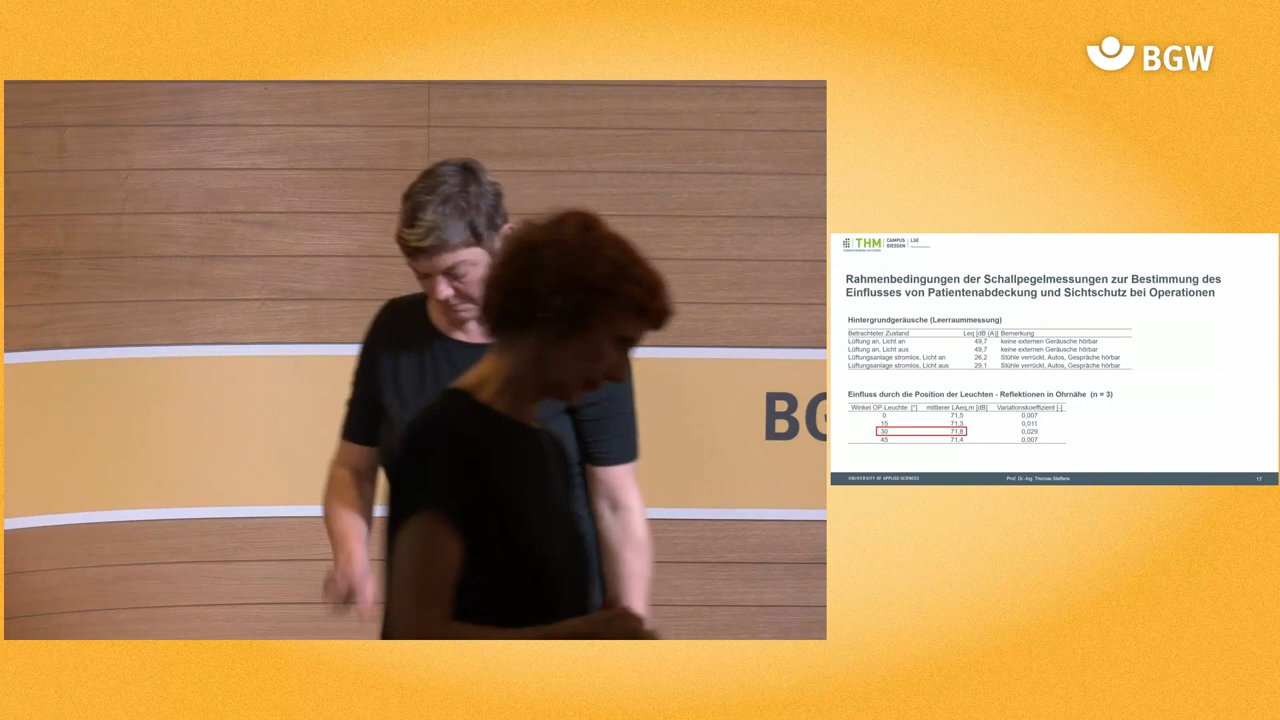 BGW
BG
THM
CAMPUS
GIESSEN
LSE
Rahmenbedingungen der Schallpegelmessungen zur Bestimmung des
Einflusses von Patientenabdeckung und Sichtschutz bei Operationen
Hintergrundgeräusche (Leerraummessung)
Betrachteter Zustand Leq [dB (A)] Bemerkung
Lüftung an, Licht an 49,7 keine externen Geräusche hörbar
Lüftung an, Licht aus 49,7 keine externen Geräusche hörbar
Lüftungsanlage stromlos, Licht an 26,2 Stühle verrückt, Autos, Gespräche hörbar
Lüftungsanlage stromlos, Licht aus 29,1 Stühle verrückt, Autos, Gespräche hörbar
Einfluss durch die Position der Leuchten - Reflektionen in Ohrnähe (n = 3)
Winkel OP-Leuchte [°] mittlerer LAeq,m [dB] Variationskoeffizient [-]
0 71,5 0,007
15 71,3 0,011
30 71,8 0,029
45 71,4 0,007
UNIVERSITY OF APPLIED SCIENCES Prof. Dr.-Ing. Thomas Steffens 17